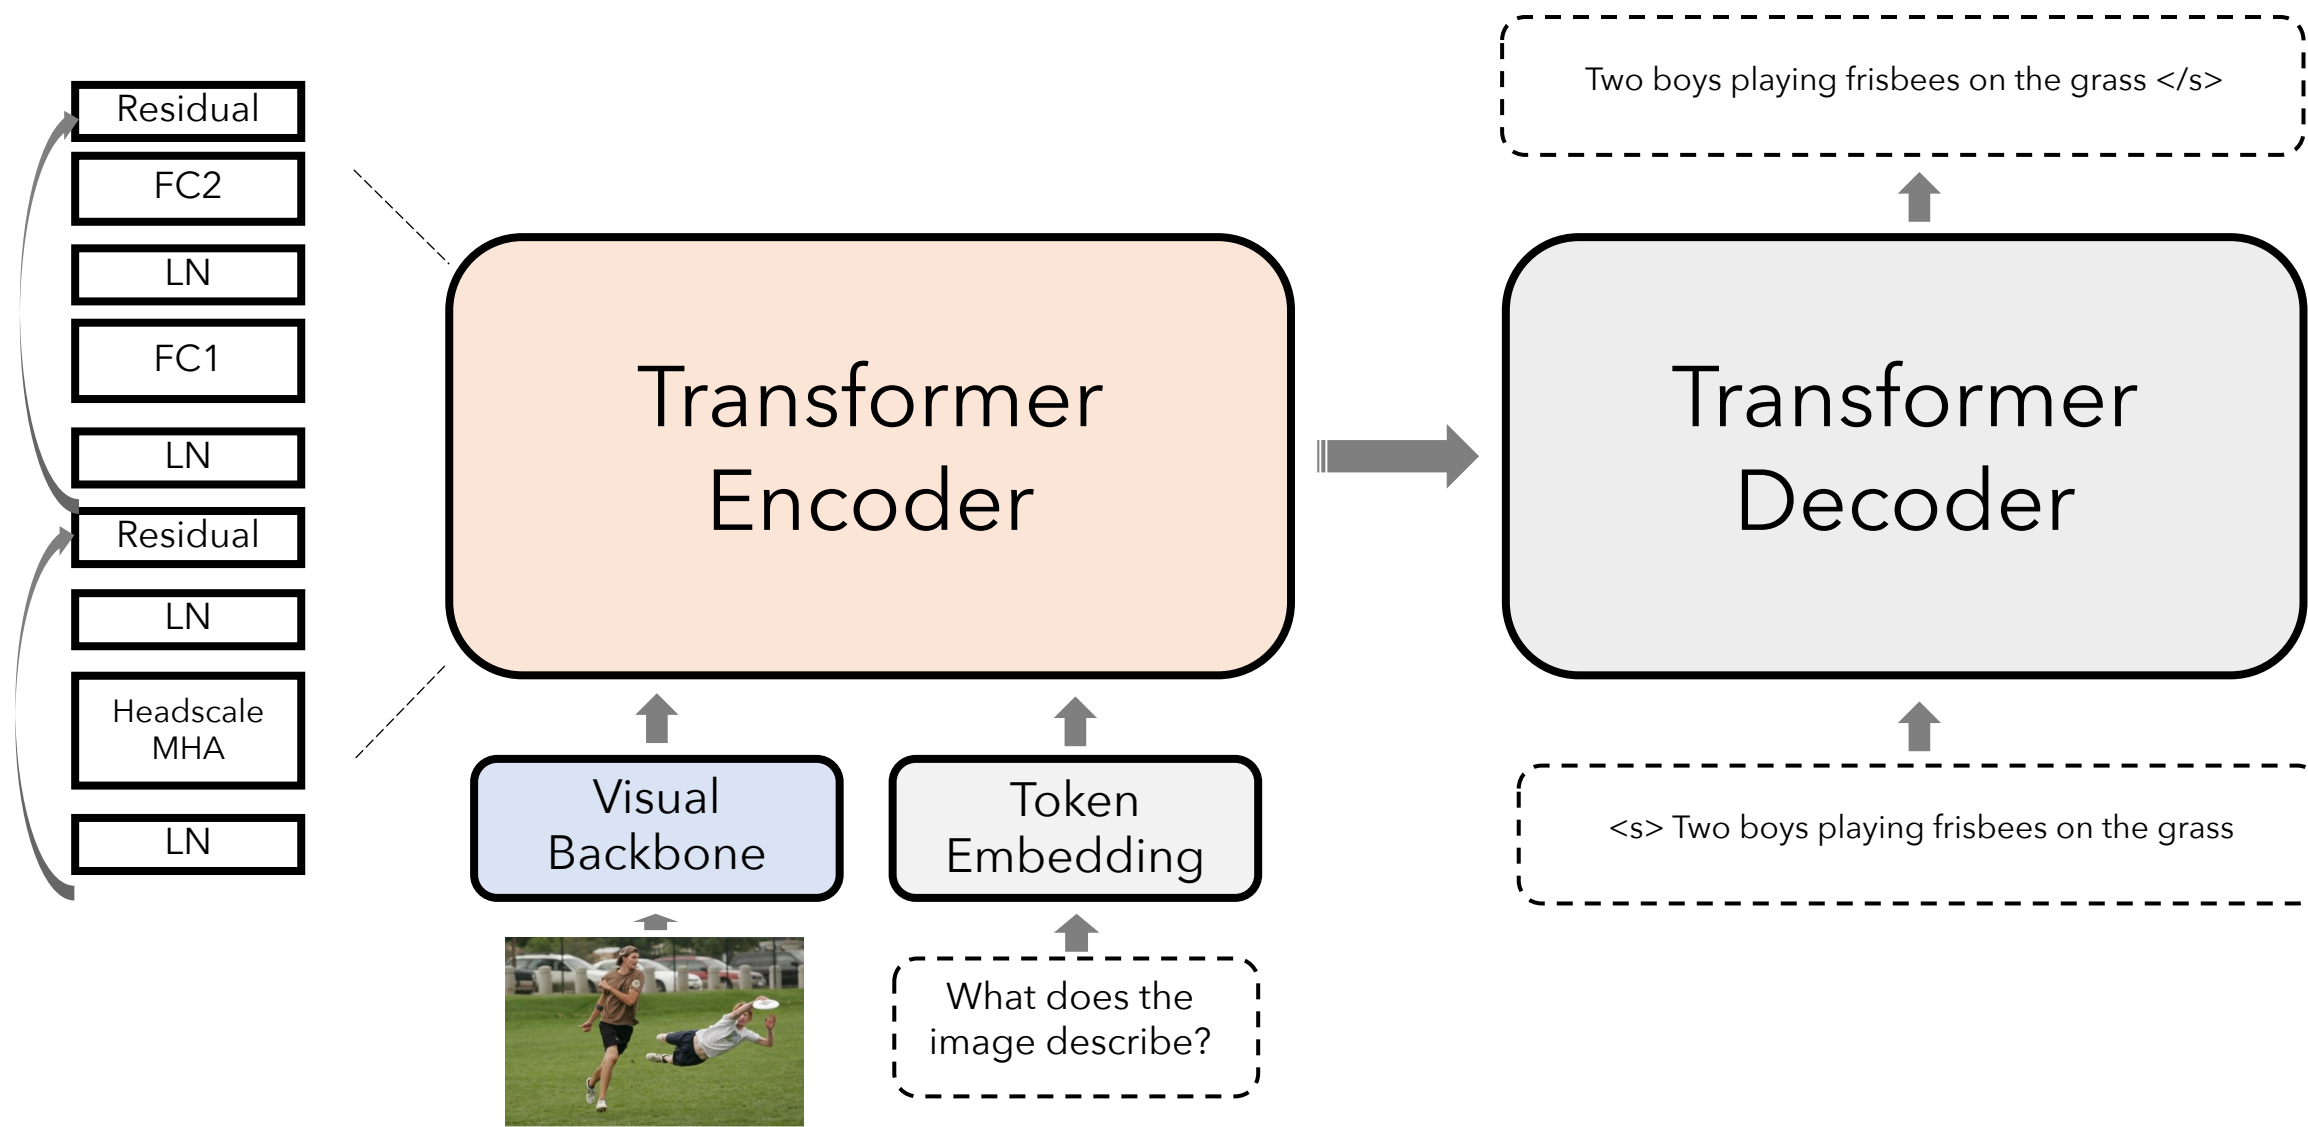 Residual
FC2
LN
FC1
LN
Residual
LN
Headscale
MHA
LN
Transformer
Encoder
Visual
Backbone
Token
Embedding
What does the
image describe?
Two boys playing frisbees on the grass </s>
Transformer
Decoder
<s> Two boys playing frisbees on the grass